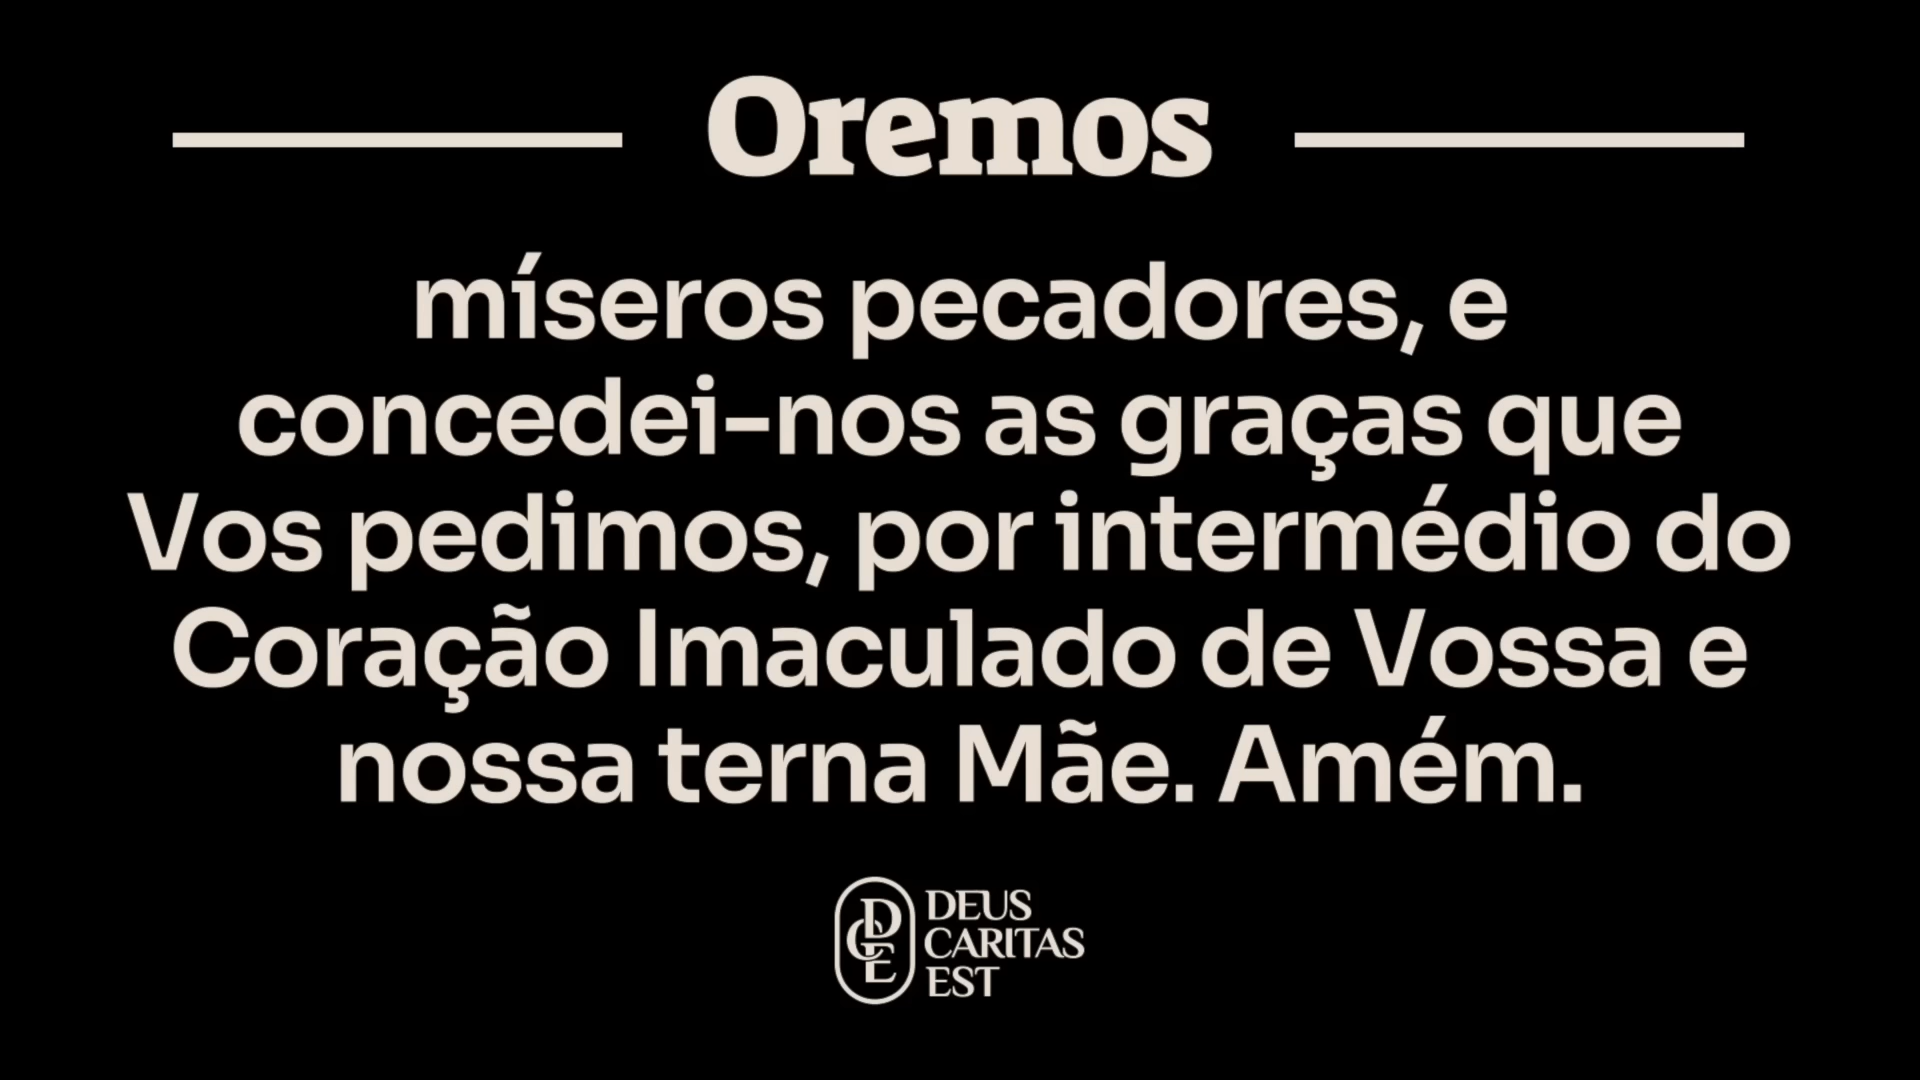 Oremos
míseros pecadores, e
concedei-nos as graças que
Vos pedimos, por intermédio do
Coração Imaculado de Vossa e
nossa terna Mãe. Amém.
DCE
DEUS
CARITAS
EST